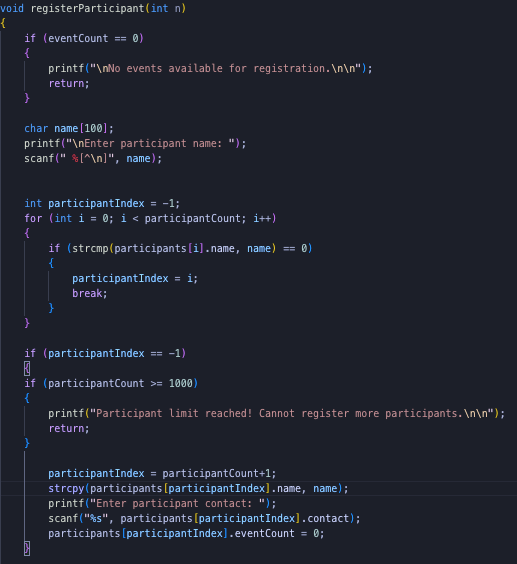 void registerParticipant(int n)
{
    if (eventCount == 0)
    {
        printf("\nNo events available for registration.\n\n");
        return;
    }

    char name[100];
    printf("\nEnter participant name: ");
    scanf(" %[^\n]", name);


    int participantIndex = -1;
    for (int i = 0; i < participantCount; i++)
    {
        if (strcmp(participants[i].name, name) == 0)
        {
            participantIndex = i;
            break;
        }
    }

    if (participantIndex == -1)
    {
    if (participantCount >= 1000)
    {
        printf("Participant limit reached! Cannot register more participants.\n\n");
        return;
    }

        participantIndex = participantCount+1;
        strcpy(participants[participantIndex].name, name);
        printf("Enter participant contact: ");
        scanf("%s", participants[participantIndex].contact);
        participants[participantIndex].eventCount = 0;
    }